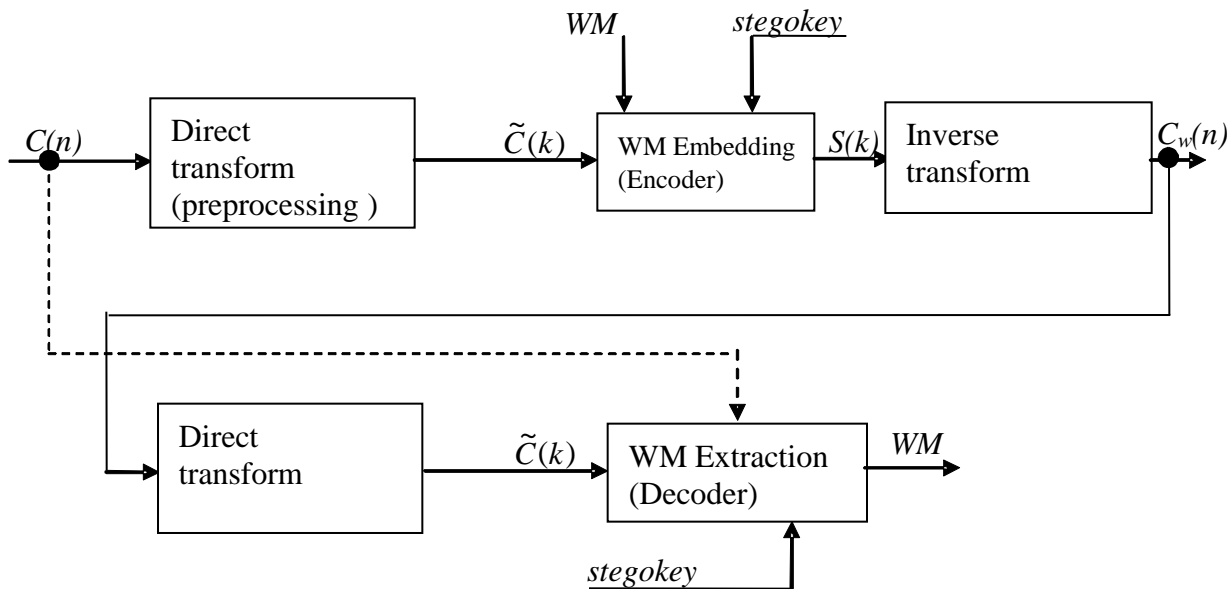 WM
stegokey
C(n)
Direct
transform
(preprocessing )
C̃(k)
WM Embedding
(Encoder)
S(k)
Inverse
transform
Cw(n)
Direct
transform
C̃(k)
WM Extraction
(Decoder)
WM
stegokey